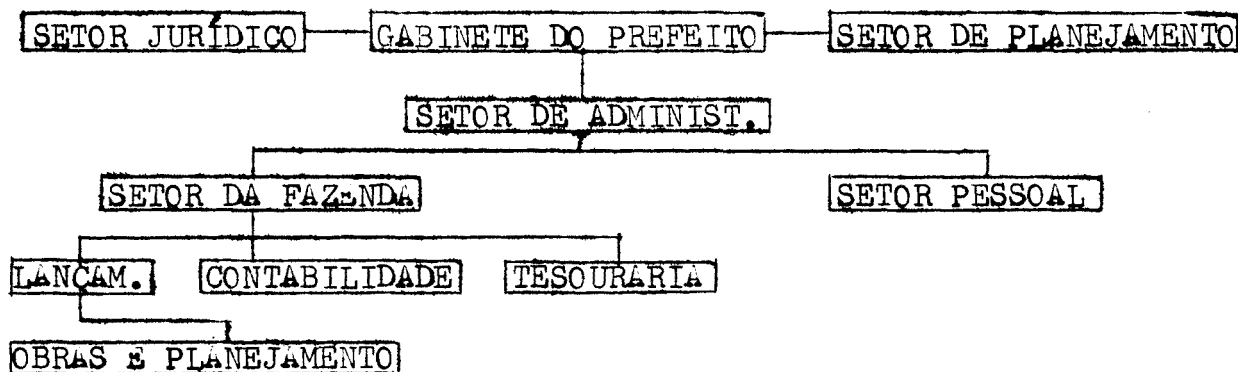 SETOR JURÍDICO GABINETE DO PREFEITO SETOR DE PLANEJAMENTO
SETOR DE ADMINIST.
SETOR DA FAZENDA SETOR PESSOAL
LANÇAM. CONTABILIDADE TESOURARIA
OBRAS E PLANEJAMENTO